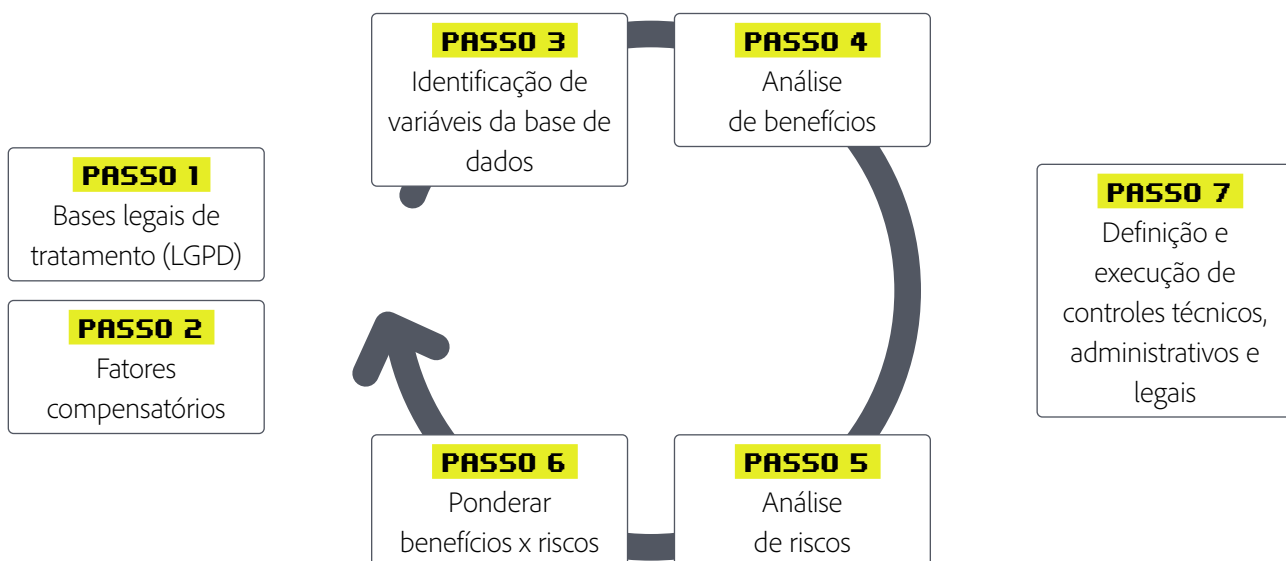 PASSO 1
Bases legais de
tratamento (LGPD)
PASSO 2
Fatores
compensatórios
PASSO 3
Identificação de
variáveis da base de
dados
PASSO 4
Análise
de benefícios
PASSO 5
Análise
de riscos
PASSO 6
Ponderar
benefícios x riscos
PASSO 7
Definição e
execução de
controles técnicos,
administrativos e
legais